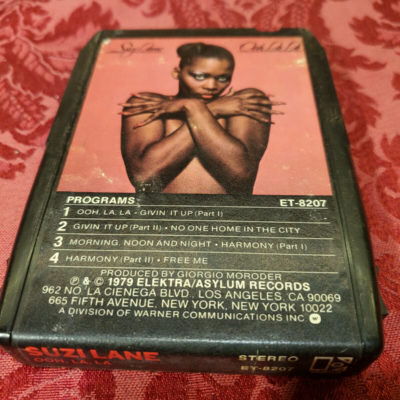 Suzi Lane Ooh, La, La
PROGRAMS ET-8207
1 OOH, LA, LA • GIVIN' IT UP (Part I)
2 GIVIN' IT UP (Part II) • NO ONE HOME IN THE CITY
3 MORNING, NOON AND NIGHT • HARMONY (Part I)
4 HARMONY (Part II) • FREE ME
PRODUCED BY GIORGIO MORODER
℗ & © 1979 ELEKTRA/ASYLUM RECORDS
962 NO. LA CIENEGA BLVD., LOS ANGELES, CA 90069
665 FIFTH AVENUE, NEW YORK, NEW YORK 10022
A DIVISION OF WARNER COMMUNICATIONS INC
SUZI LANE STEREO
OOH, LA, LA ET-8207